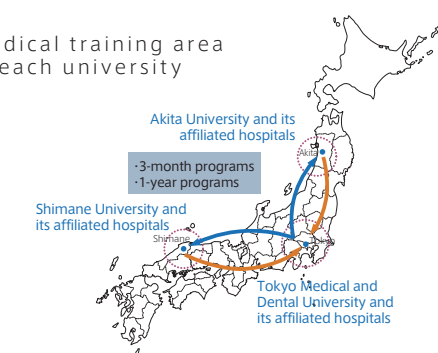 dical training area
each university
Akita University and its
affiliated hospitals
Akita
·3-month programs
·1-year programs
Shimane University and
its affiliated hospitals
Shimane
Tokyo
Tokyo Medical and
Dental University and
its affiliated hospitals